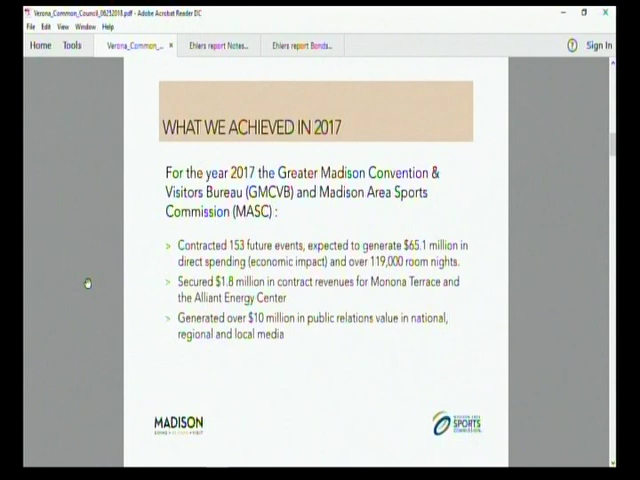 Verona_Common_Council_06252018.pdf - Adobe Acrobat Reader DC
File Edit View Window Help
Home Tools Verona_Common_... × Ehlers report Notes... Ehlers report Bonds... ? Sign In
WHAT WE ACHIEVED IN 2017
For the year 2017 the Greater Madison Convention &
Visitors Bureau (GMCVB) and Madison Area Sports
Commission (MASC) :
> Contracted 153 future events, expected to generate $65.1 million in
direct spending (economic impact) and over 119,000 room nights.
> Secured $1.8 million in contract revenues for Monona Terrace and
the Alliant Energy Center
> Generated over $10 million in public relations value in national,
regional and local media
MADISON
MADISON AREA
SPORTS
COMMISSION